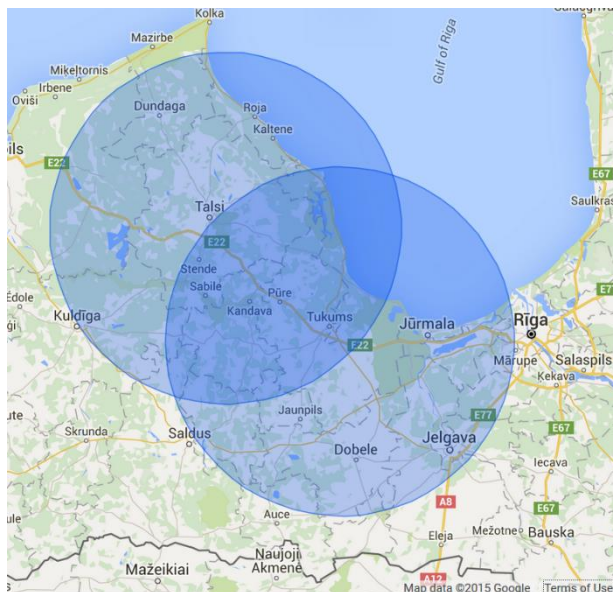 Kolka
Mazirbe
Miķeļtornis
Irbene
Oviši
Dundaga
Roja
Kaltene
Gulf of Riga
E22
E67
Saulkras
Talsi
E22
Stende
Sabile
Kandava
Pūre
Tukums
Kuldīga
E22
Jūrmala
Rīga
Mārupe
Salaspils
Ķekava
E77
E67
Jaunpils
Skrunda
Saldus
Dobele
Jelgava
Iecava
A8
E67
Auce
Eleja
Mežotne
Bauska
Naujoji
Akmenė
Mažeikiai
A12
Map data ©2015 Google
Terms of Use